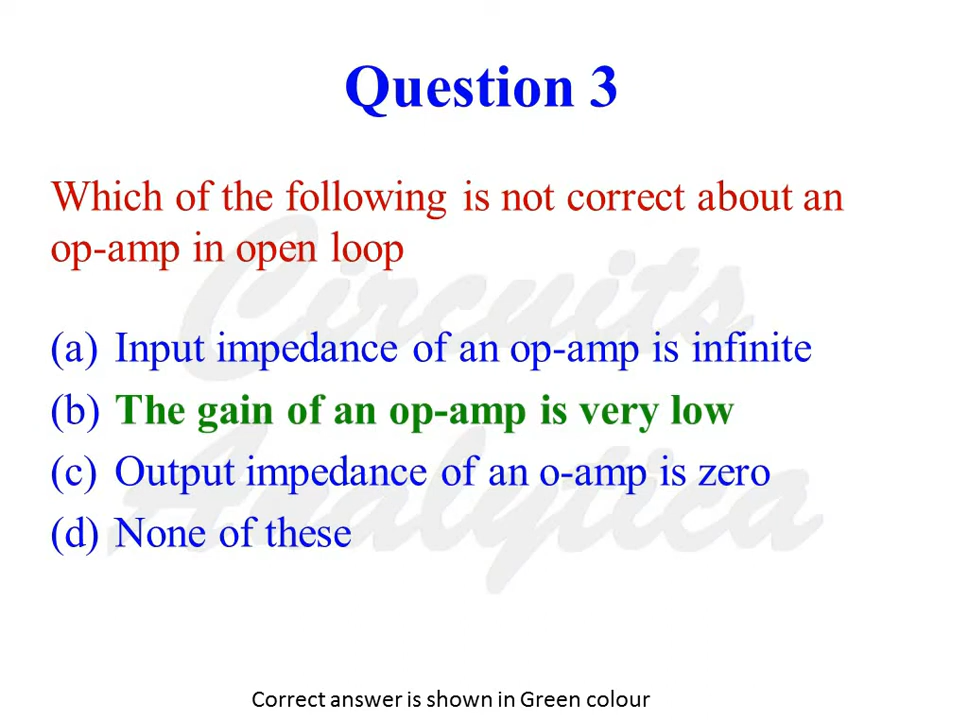 Question 3
Which of the following is not correct about an
op-amp in open loop
(a) Input impedance of an op-amp is infinite
(b) The gain of an op-amp is very low
(c) Output impedance of an o-amp is zero
(d) None of these
Circuits
Analytica
Correct answer is shown in Green colour